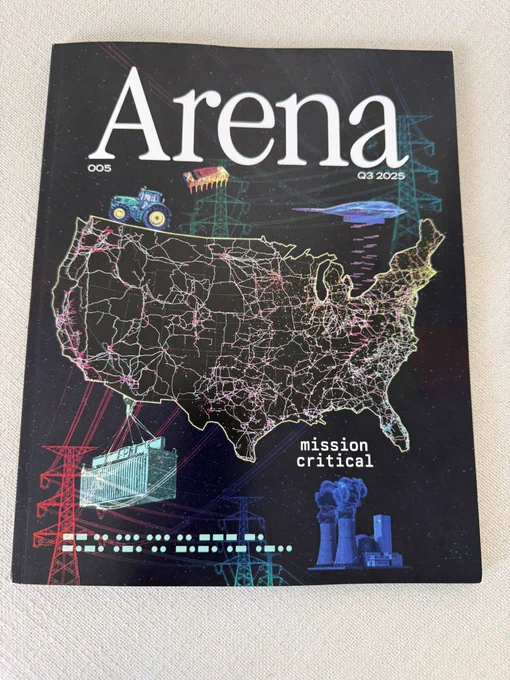 Arena
005
Q3 2025
mission
critical